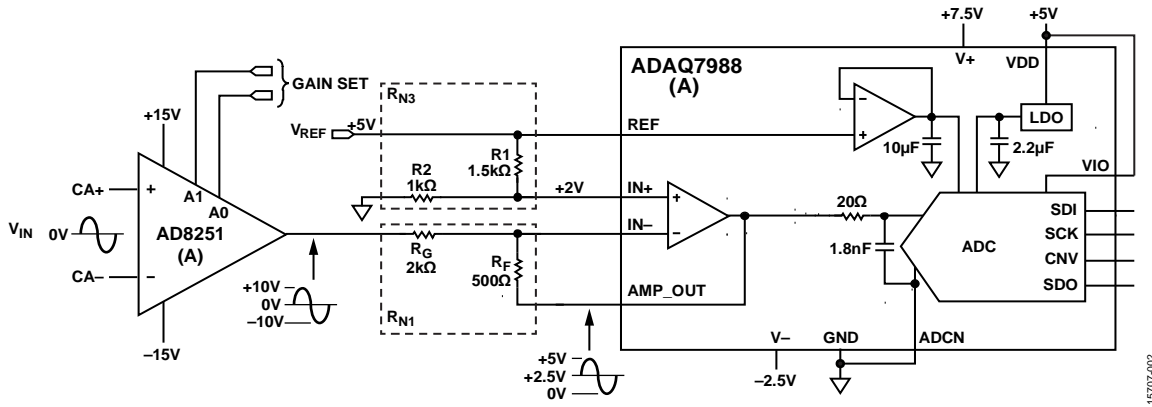 +7.5V
+5V
V+
VDD
ADAQ7988
(A)
GAIN SET
RN3
+15V
VREF
+5V
REF
LDO
10µF
2.2µF
VIO
R1
1.5kΩ
R2
1kΩ
+2V
IN+
CA+
A1
A0
20Ω
SDI
VIN
0V
AD8251
(A)
IN–
ADC
SCK
RG
2kΩ
RF
500Ω
1.8nF
CNV
CA–
SDO
+10V
0V
–10V
AMP_OUT
RN1
–15V
V–
GND
ADCN
+5V
+2.5V
0V
–2.5V
15707-002